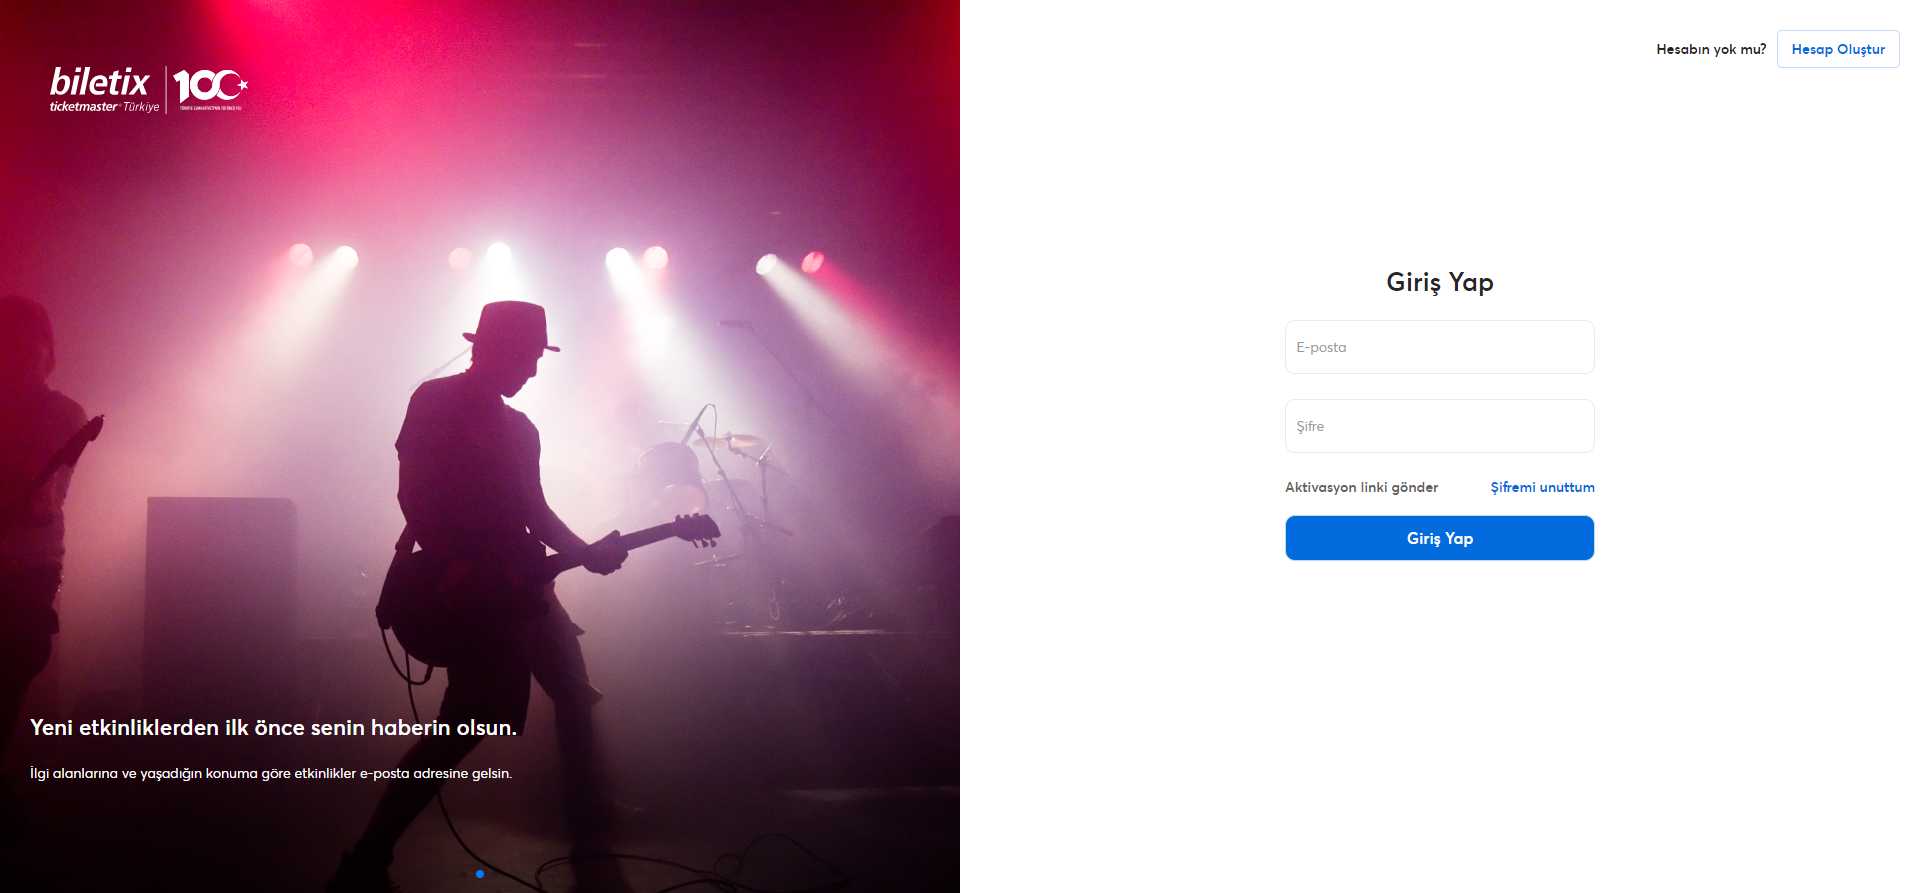 biletix
ticketmaster® Türkiye
100
Hesabın yok mu? Hesap Oluştur
Giriş Yap
E-posta
Şifre
Aktivasyon linki gönder Şifremi unuttum
Giriş Yap
Yeni etkinliklerden ilk önce senin haberin olsun.
İlgi alanlarına ve yaşadığın konuma göre etkinlikler e-posta adresine gelsin.